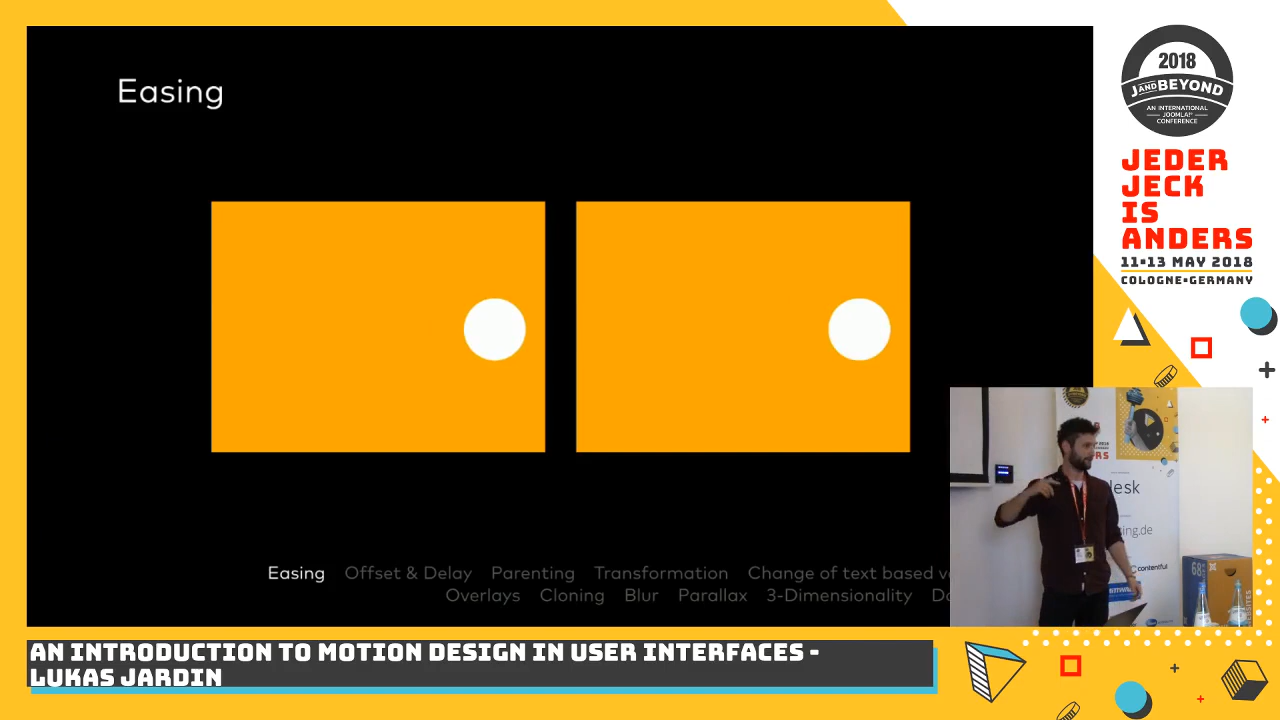 Easing
Easing Offset & Delay Parenting Transformation Change of text based
Overlays Cloning Blur Parallax 3-Dimensionality
AN INTRODUCTION TO MOTION DESIGN IN USER INTERFACES -
LUKAS JARDIN
2018
J AND BEYOND
AN INTERNATIONAL
JOOMLA!®
CONFERENCE
JEDER
JECK
IS
ANDERS
11-13 MAY 2018
COLOGNE-GERMANY
contentful
68